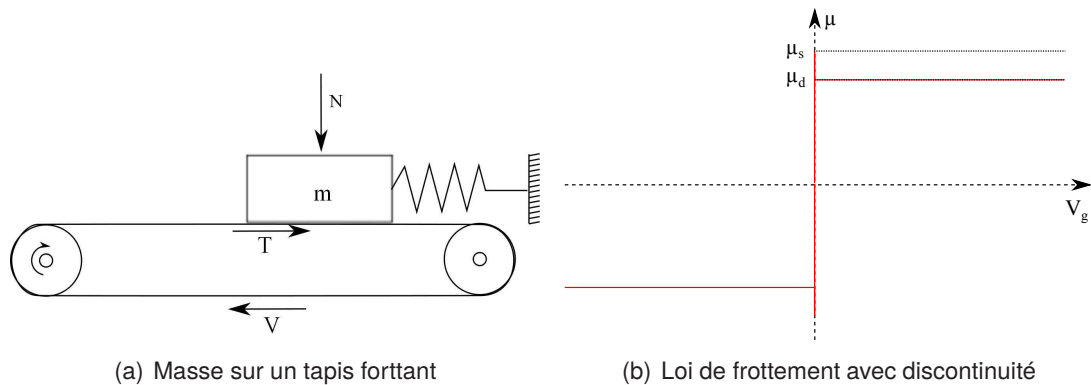 N
m
T
V
μ
μs
μd
Vg
(a) Masse sur un tapis forttant
(b) Loi de frottement avec discontinuité